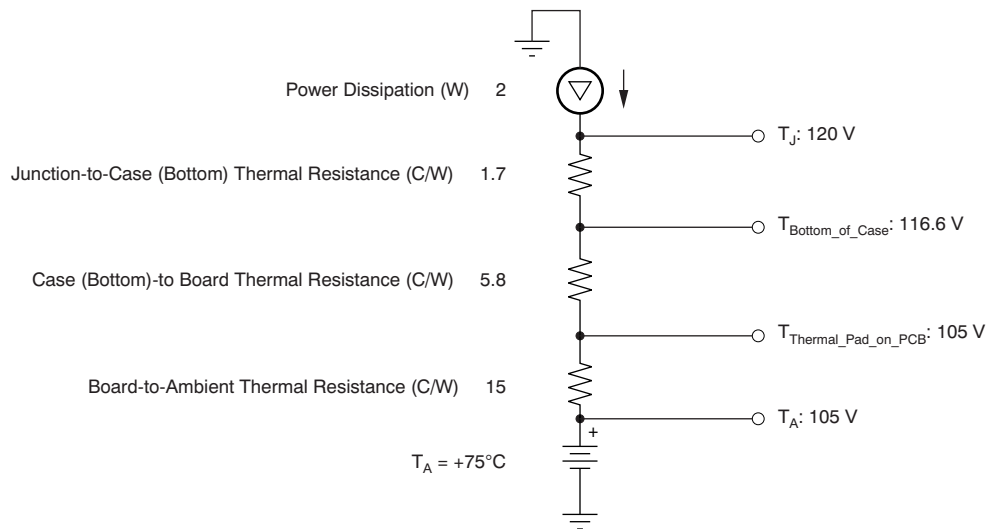 Power Dissipation (W) 2
T_J: 120 V
Junction-to-Case (Bottom) Thermal Resistance (C/W) 1.7
T_Bottom_of_Case: 116.6 V
Case (Bottom)-to Board Thermal Resistance (C/W) 5.8
T_Thermal_Pad_on_PCB: 105 V
Board-to-Ambient Thermal Resistance (C/W) 15
T_A: 105 V
+
T_A = +75°C